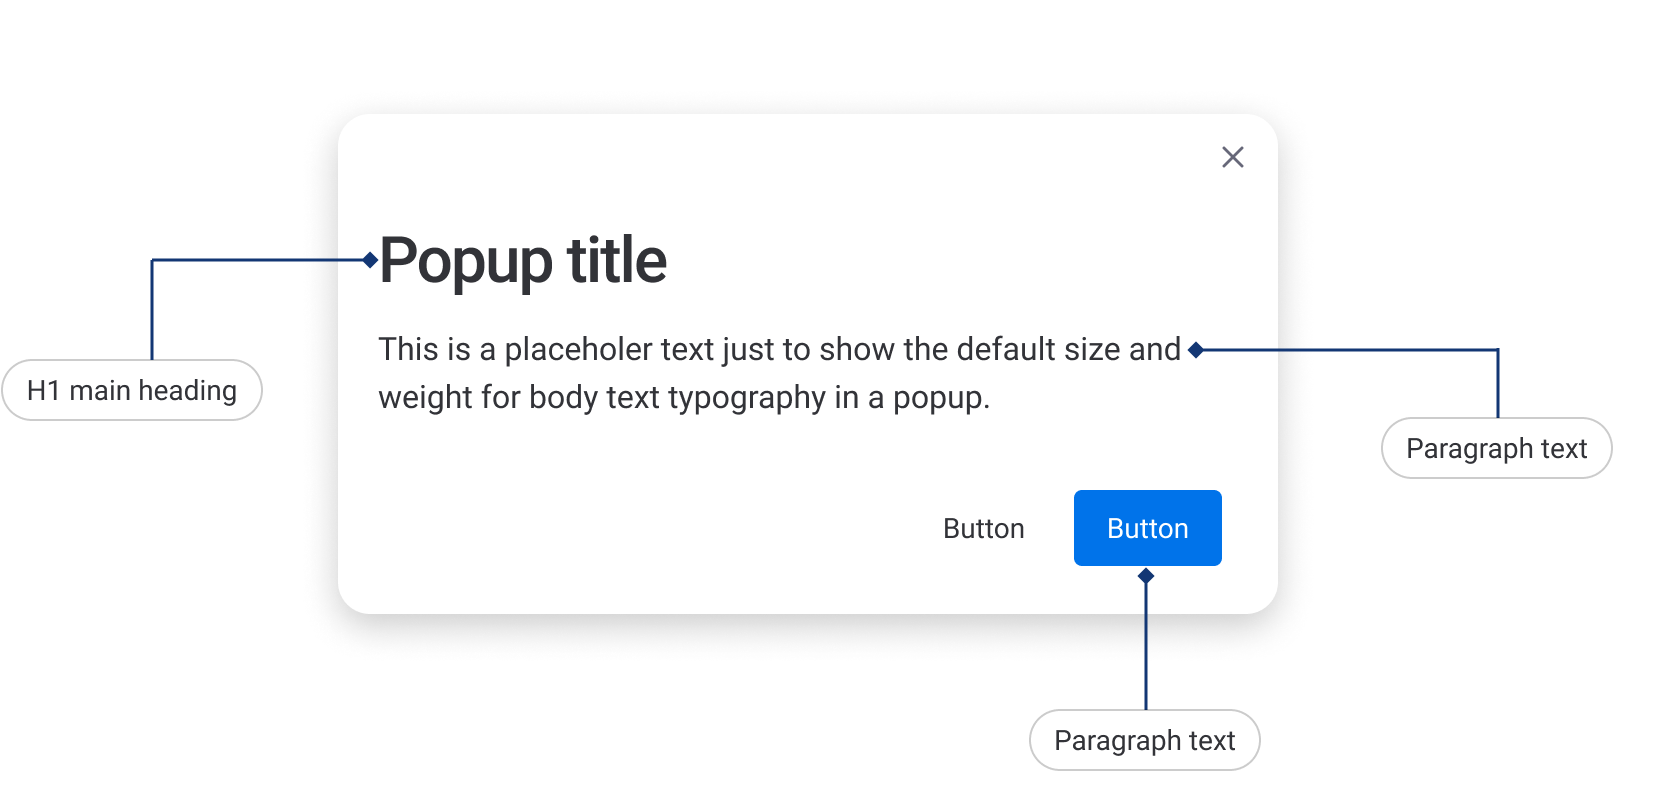 Popup title
This is a placeholer text just to show the default size and
weight for body text typography in a popup.
H1 main heading
Paragraph text
Button
Button
Paragraph text